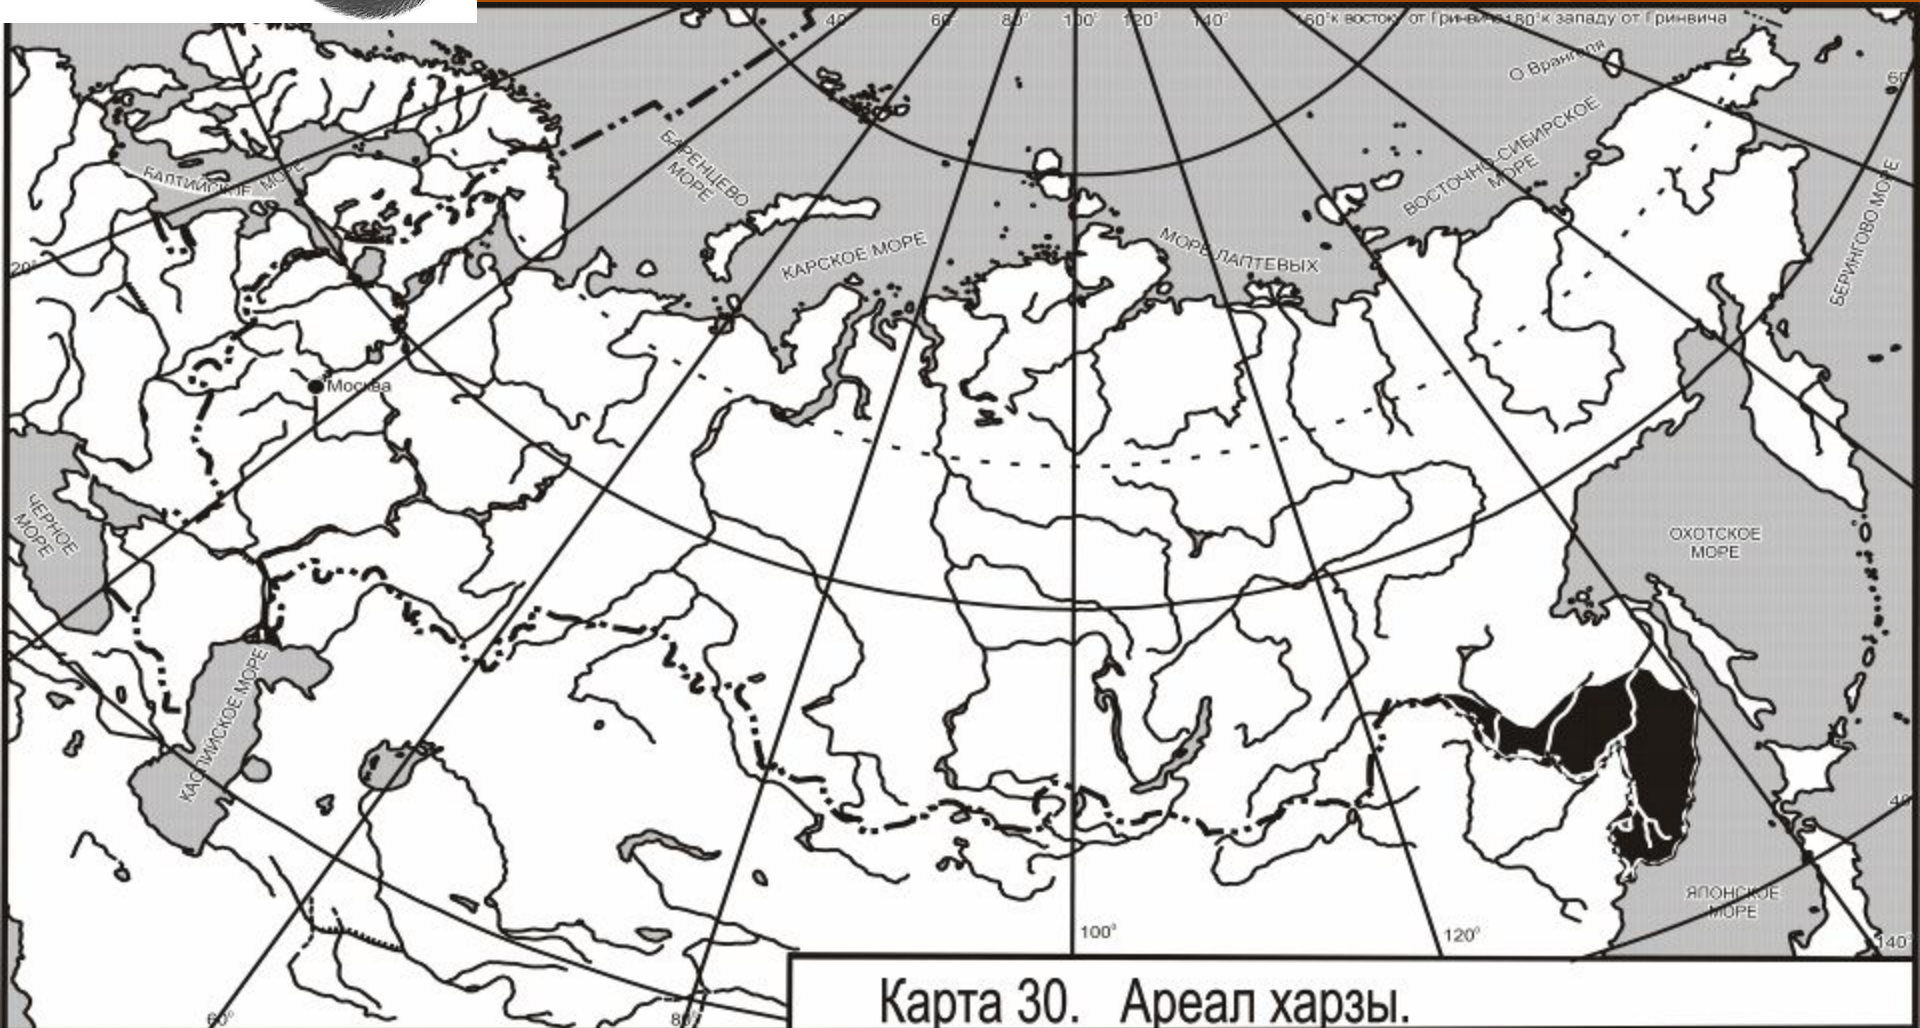 40°
60°
80°
100°
120°
140°
160°к востоку от Гринвича
180°к западу от Гринвича
О.Врангеля
60°
БАЛТИЙСКИЕ МОРЕ
БАРЕНЦЕВО
МОРЕ
КАРСКОЕ МОРЕ
МОРЕ ЛАПТЕВЫХ
ВОСТОЧНО-СИБИРСКОЕ
МОРЕ
БЕРИНГОВО МОРЕ
20°
Москва
ЧЕРНОЕ
МОРЕ
ОХОТСКОЕ
МОРЕ
КАСПИЙСКОЕ МОРЕ
40°
ЯПОНСКОЕ
МОРЕ
100°
120°
140°
60°
80°
Карта 30. Ареал харзы.